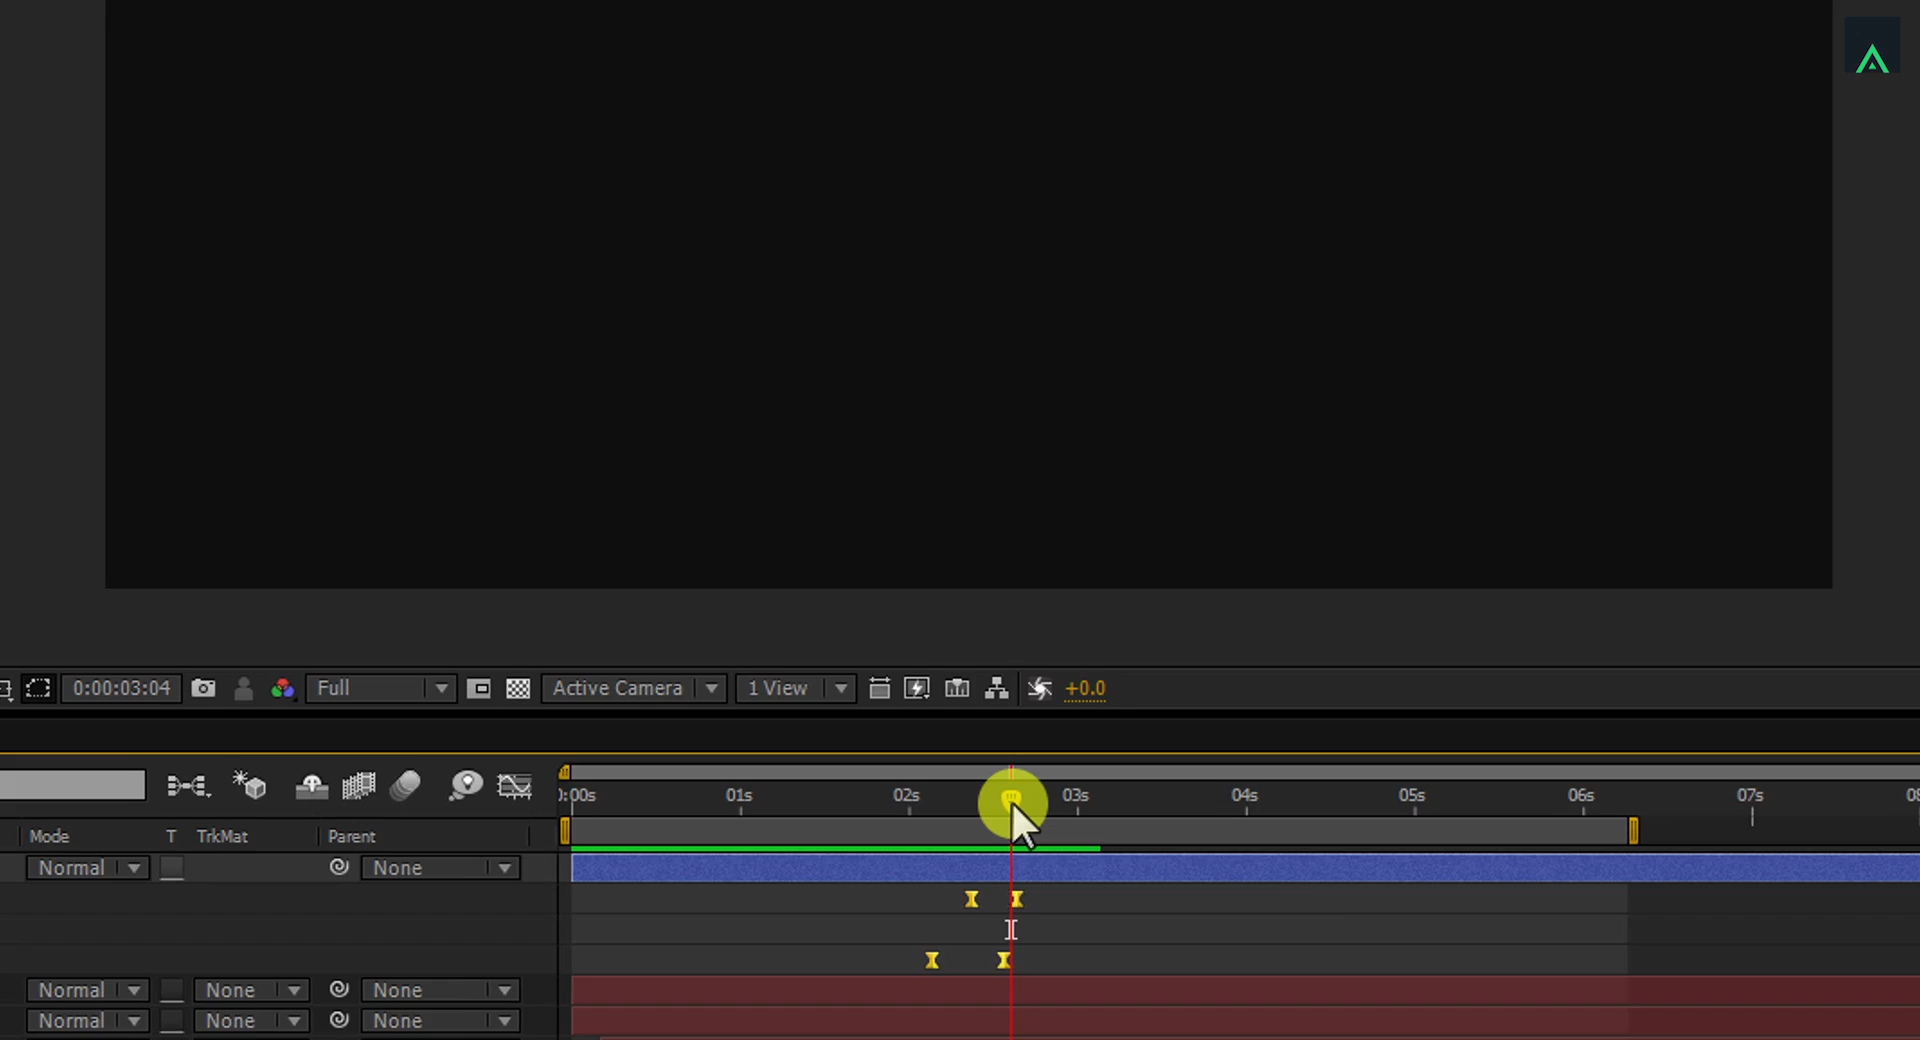 0:00:03:04 Full Active Camera 1 View +0.0
0:00s 01s 02s 03s 04s 05s 06s 07s
Mode T TrkMat Parent
Normal None
Normal None None
Normal None None